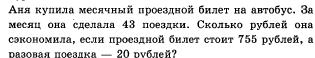 Аня купила месячный проездной билет на автобус. За
месяц она сделала 43 поездки. Сколько рублей она
сэкономила, если проездной билет стоит 755 рублей, а
разовая поездка — 20 рублей?